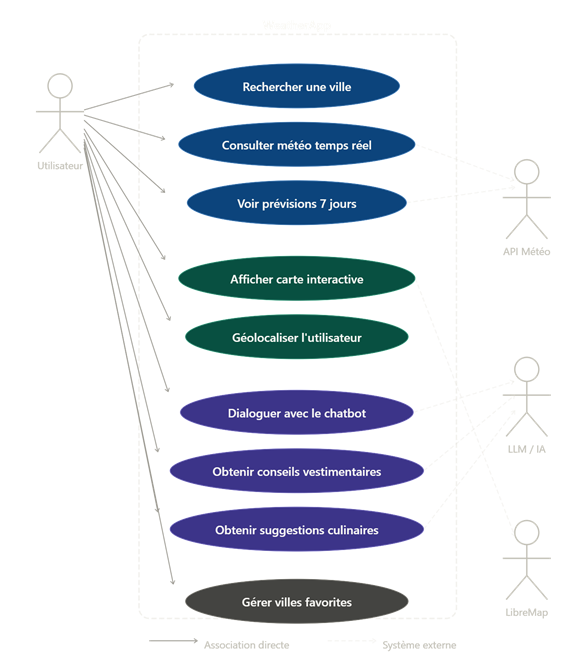 Rechercher une ville
Consulter météo temps réel
Utilisateur
Voir prévisions 7 jours
API Météo
Afficher carte interactive
Géolocaliser l'utilisateur
Dialoguer avec le chatbot
LLM / IA
Obtenir conseils vestimentaires
Obtenir suggestions culinaires
Gérer villes favorites
LibreMap
Association directe
Système externe